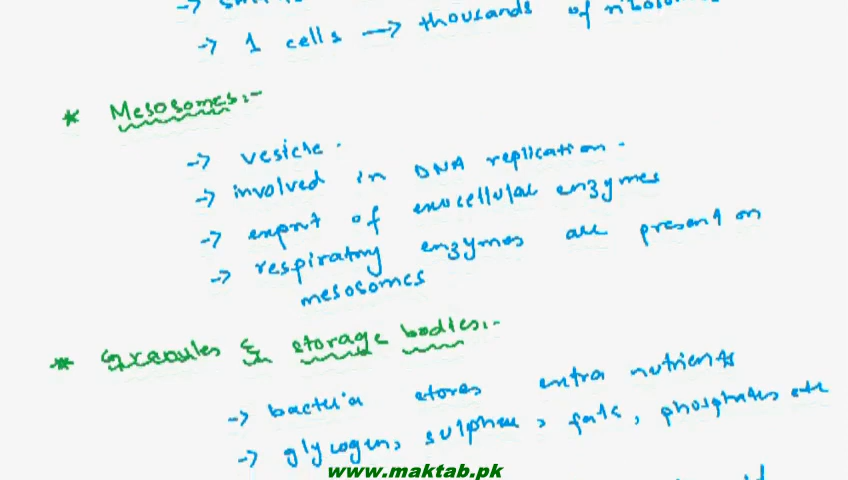 -> 1 cells -> thousands of
* Mesosomes:-
-> vesicle.
-> involved in DNA replication.
-> export of exocellular enzymes
-> respiratory enzymes are present on
mesosomes
* Granules & storage bodies:-
-> bacteria stores extra nutrients
-> glycogen, sulpher, fats, phosphates etc
www.maktab.pk